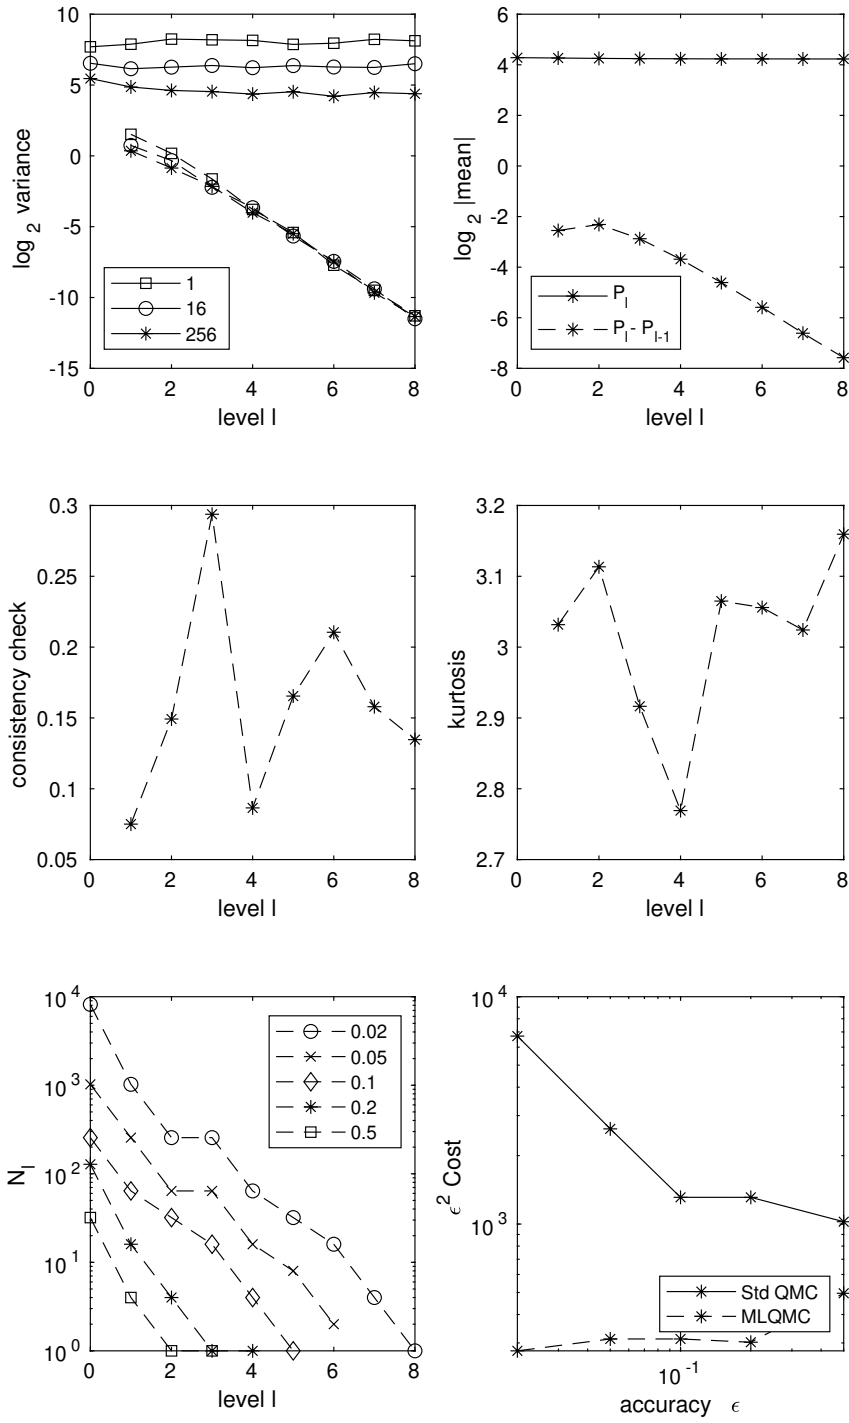 10
5
0
-5
-10
-15
log 2 variance
1
16
256
0 2 4 6 8
level l
6
4
2
0
-2
-4
-6
-8
log 2 |mean|
P_l
P_l - P_{l-1}
0 2 4 6 8
level l
0.3
0.25
0.2
0.15
0.1
0.05
consistency check
0 2 4 6 8
level l
3.2
3.1
3
2.9
2.8
2.7
kurtosis
0 2 4 6 8
level l
10^4
10^3
10^2
10^1
10^0
N_l
0.02
0.05
0.1
0.2
0.5
0 2 4 6 8
level l
10^4
10^3
ϵ^2 Cost
Std QMC
MLQMC
10^-1
accuracy ϵ